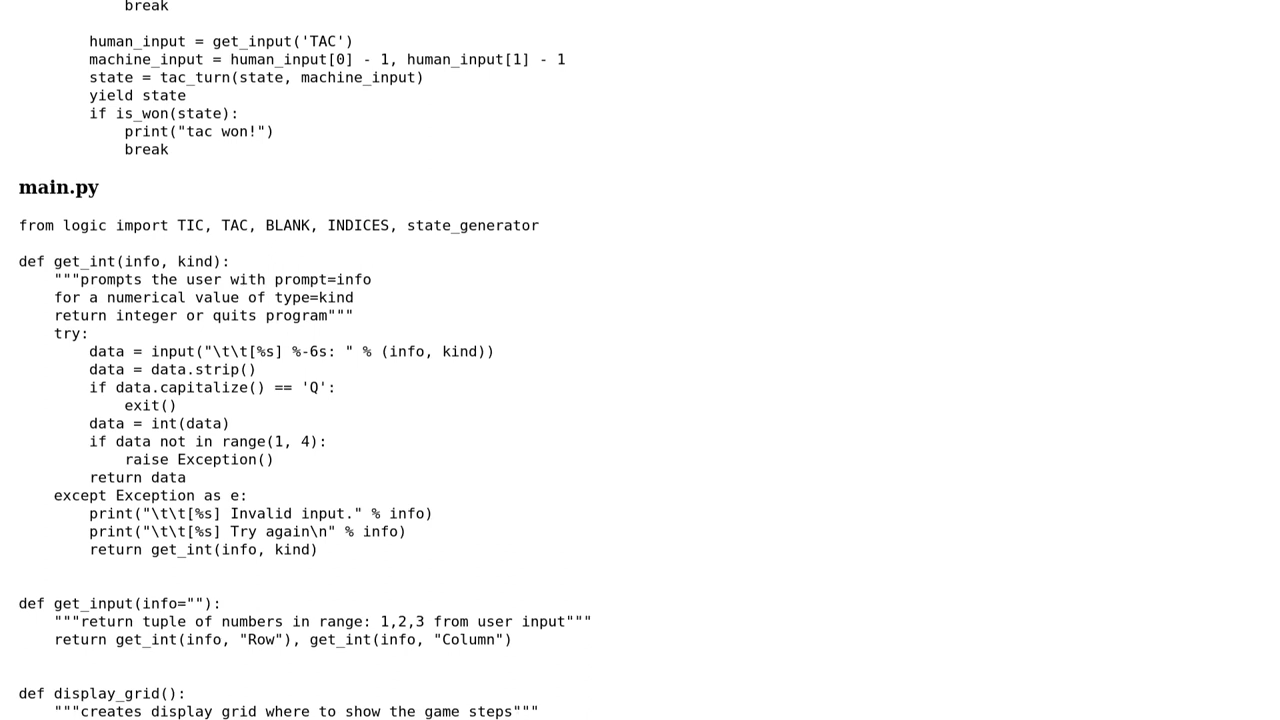 break

        human_input = get_input('TAC')
        machine_input = human_input[0] - 1, human_input[1] - 1
        state = tac_turn(state, machine_input)
        yield state
        if is_won(state):
            print("tac won!")
            break

main.py

from logic import TIC, TAC, BLANK, INDICES, state_generator

def get_int(info, kind):
    """prompts the user with prompt=info
    for a numerical value of type=kind
    return integer or quits program"""
    try:
        data = input("\t\t[%s] %-6s: " % (info, kind))
        data = data.strip()
        if data.capitalize() == 'Q':
            exit()
        data = int(data)
        if data not in range(1, 4):
            raise Exception()
        return data
    except Exception as e:
        print("\t\t[%s] Invalid input." % info)
        print("\t\t[%s] Try again\n" % info)
        return get_int(info, kind)


def get_input(info=""):
    """return tuple of numbers in range: 1,2,3 from user input"""
    return get_int(info, "Row"), get_int(info, "Column")


def display_grid():
    """creates display grid where to show the game steps"""